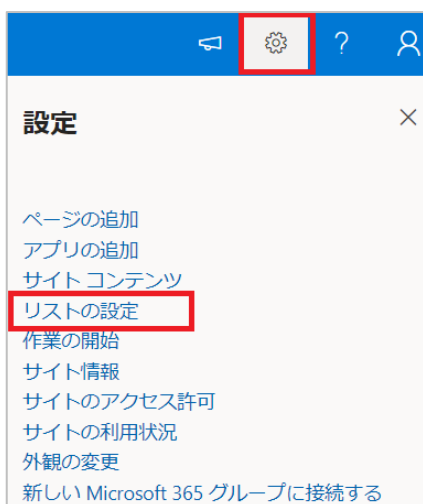 ?
設定
ページの追加
アプリの追加
サイト コンテンツ
リストの設定
作業の開始
サイト情報
サイトのアクセス許可
サイトの利用状況
外観の変更
新しい Microsoft 365 グループに接続する